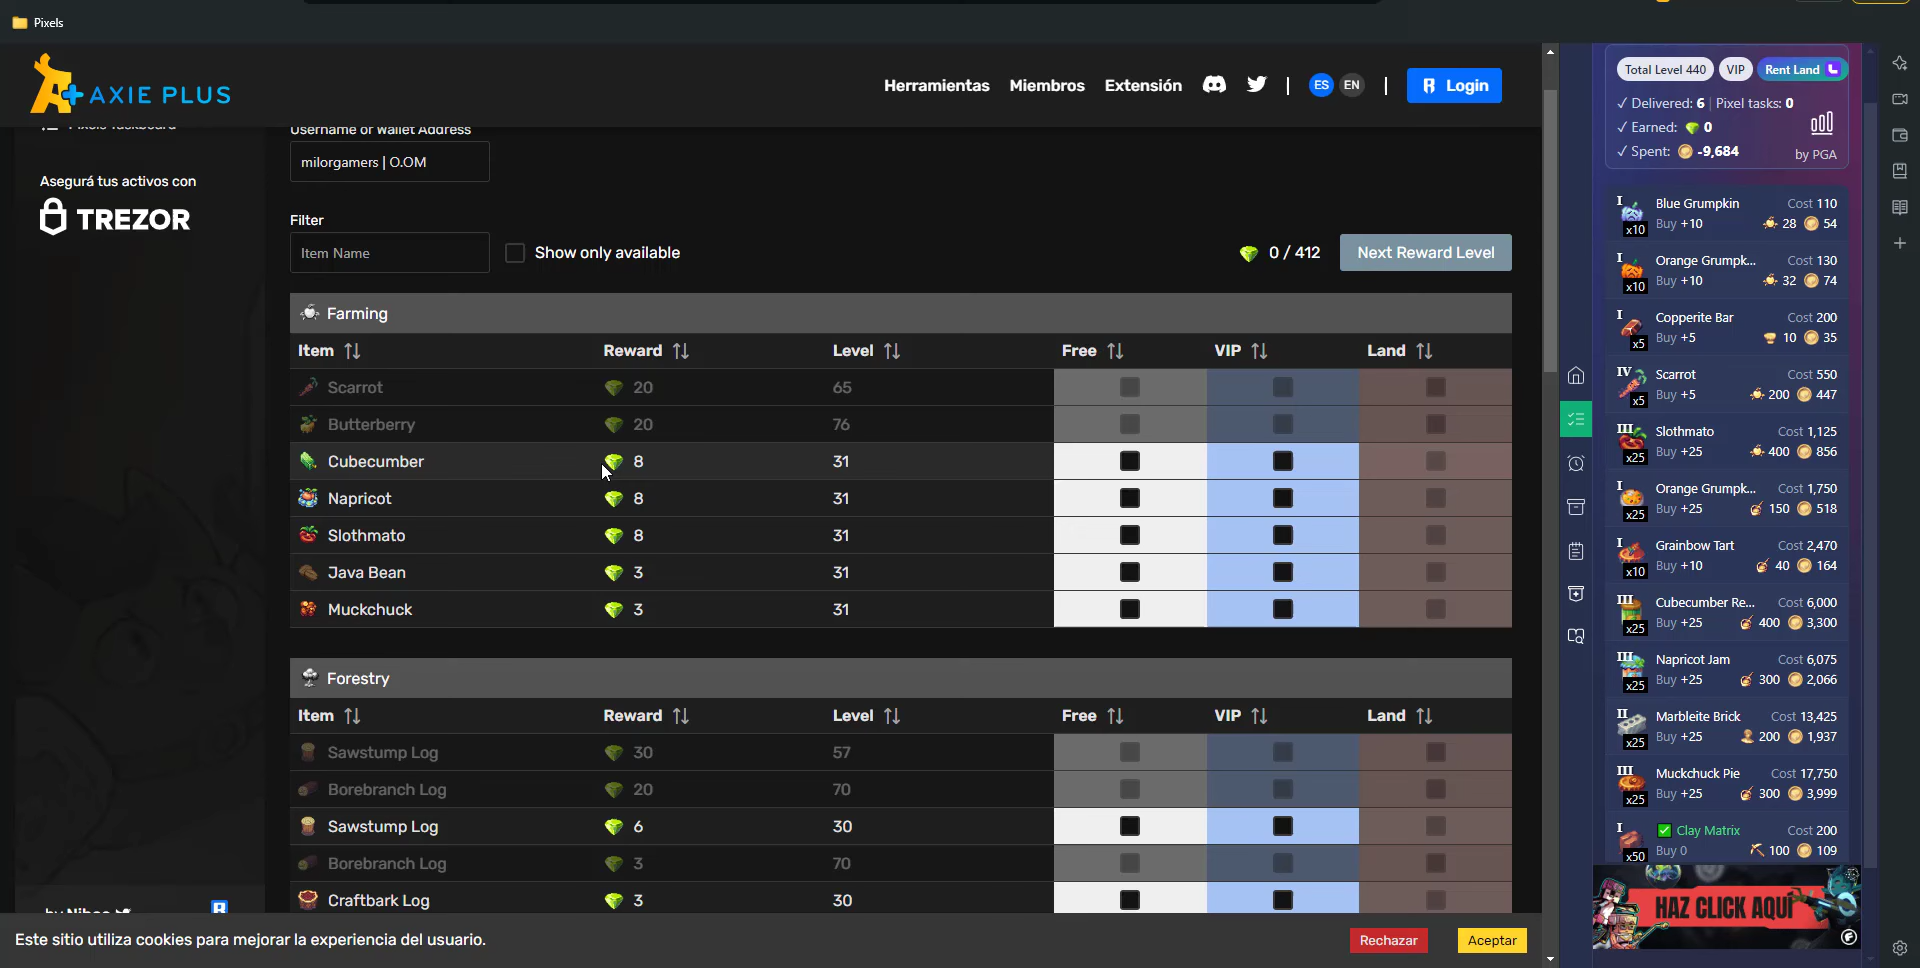 Pixels
AXIE PLUS
Herramientas Miembros Extensión | ES EN | Login
Pixels Taskboard
Asegurá tus activos con
TREZOR
Username or Wallet Address
milorgamers | O.OM
Filter
Item Name
Show only available
0 / 412
Next Reward Level
Farming
Item Reward Level Free VIP Land
Scarrot 20 65
Butterberry 20 76
Cubecumber 8 31
Napricot 8 31
Slothmato 8 31
Java Bean 3 31
Muckchuck 3 31
Forestry
Item Reward Level Free VIP Land
Sawstump Log 30 57
Borebranch Log 20 70
Sawstump Log 6 30
Borebranch Log 3 70
Craftbark Log 3 30
Este sitio utiliza cookies para mejorar la experiencia del usuario.
Rechazar Aceptar
Total Level 440 VIP Rent Land
✓ Delivered: 6 | Pixel tasks: 0
✓ Earned: 0
✓ Spent: -9,684
by PGA
I x10 Blue Grumpkin Cost 110
Buy +10 28 54
I x10 Orange Grumpk... Cost 130
Buy +10 32 74
I x5 Copperite Bar Cost 200
Buy +5 10 35
IV x5 Scarrot Cost 550
Buy +5 200 447
III x25 Slothmato Cost 1,125
Buy +25 400 856
I x25 Orange Grumpk... Cost 1,750
Buy +25 150 518
I x10 Grainbow Tart Cost 2,470
Buy +10 40 164
III x25 Cubecumber Re... Cost 6,000
Buy +25 400 3,300
III x25 Napricot Jam Cost 6,075
Buy +25 300 2,066
II x25 Marbleite Brick Cost 13,425
Buy +25 200 1,937
III x25 Muckchuck Pie Cost 17,750
Buy +25 300 3,999
I x50 ✅ Clay Matrix Cost 200
Buy 0 100 109
HAZ CLICK AQUÍ